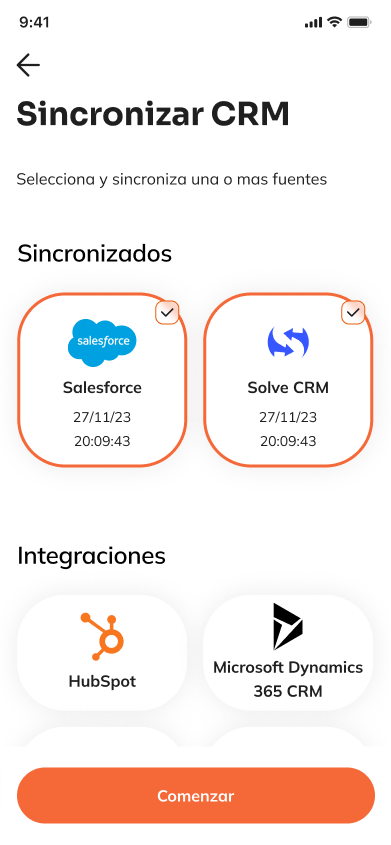 9:41
Sincronizar CRM
Selecciona y sincroniza una o mas fuentes
Sincronizados
salesforce
Salesforce
27/11/23
20:09:43
Solve CRM
27/11/23
20:09:43
Integraciones
HubSpot
Microsoft Dynamics
365 CRM
Comenzar